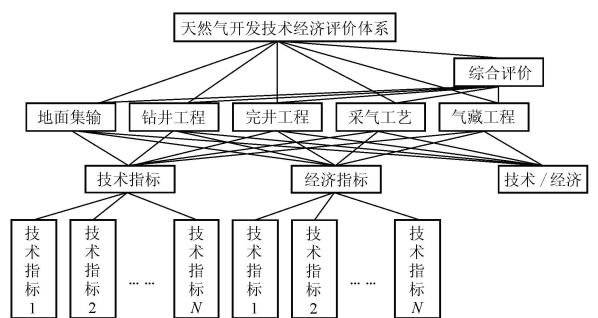 天然气开发技术经济评价体系
综合评价
地面集输 钻井工程 完井工程 采气工艺 气藏工程
技术指标 经济指标 技术/经济
技术指标1 技术指标2 …… 技术指标N 技术指标1 技术指标2 …… 技术指标N